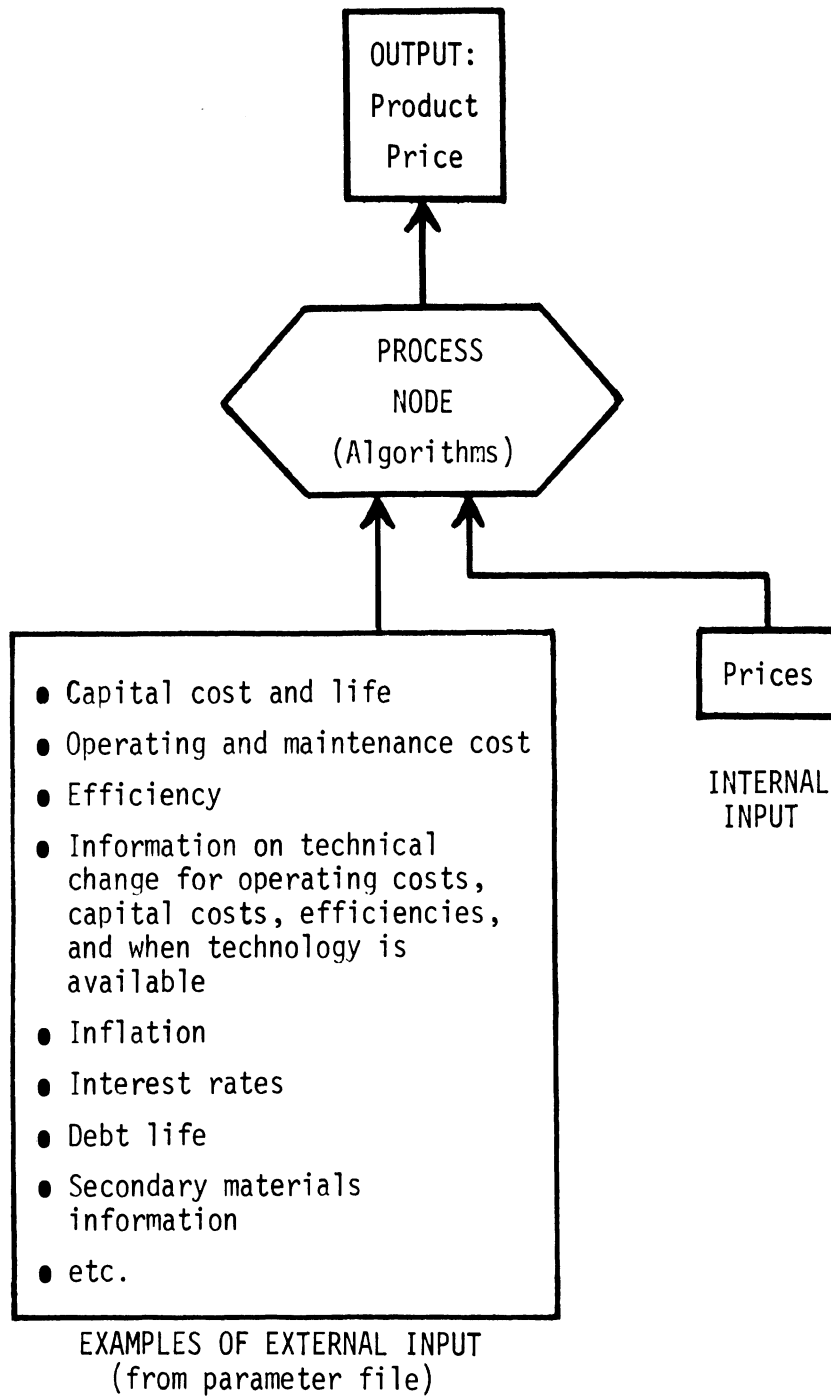 OUTPUT:
Product
Price
PROCESS
NODE
(Algorithms)
● Capital cost and life
● Operating and maintenance cost
● Efficiency
● Information on technical
change for operating costs,
capital costs, efficiencies,
and when technology is
available
● Inflation
● Interest rates
● Debt life
● Secondary materials
information
● etc.
EXAMPLES OF EXTERNAL INPUT
(from parameter file)
Prices
INTERNAL
INPUT